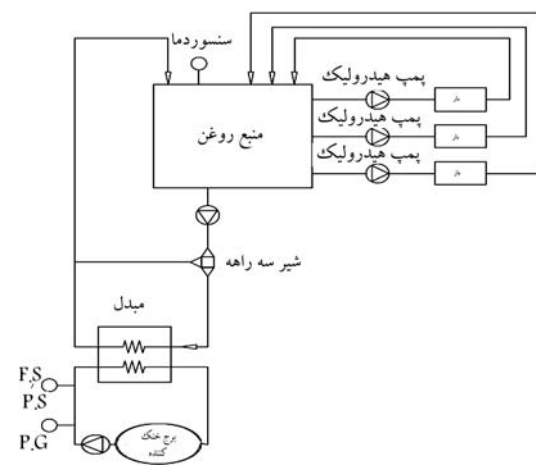 سنسوردما
پمپ هیدرولیک
منبع روغن
پمپ هیدرولیک
پمپ هیدرولیک
شیر سه راهه
مبدل
F.S
P.S
P.G
برج خنک
کننده